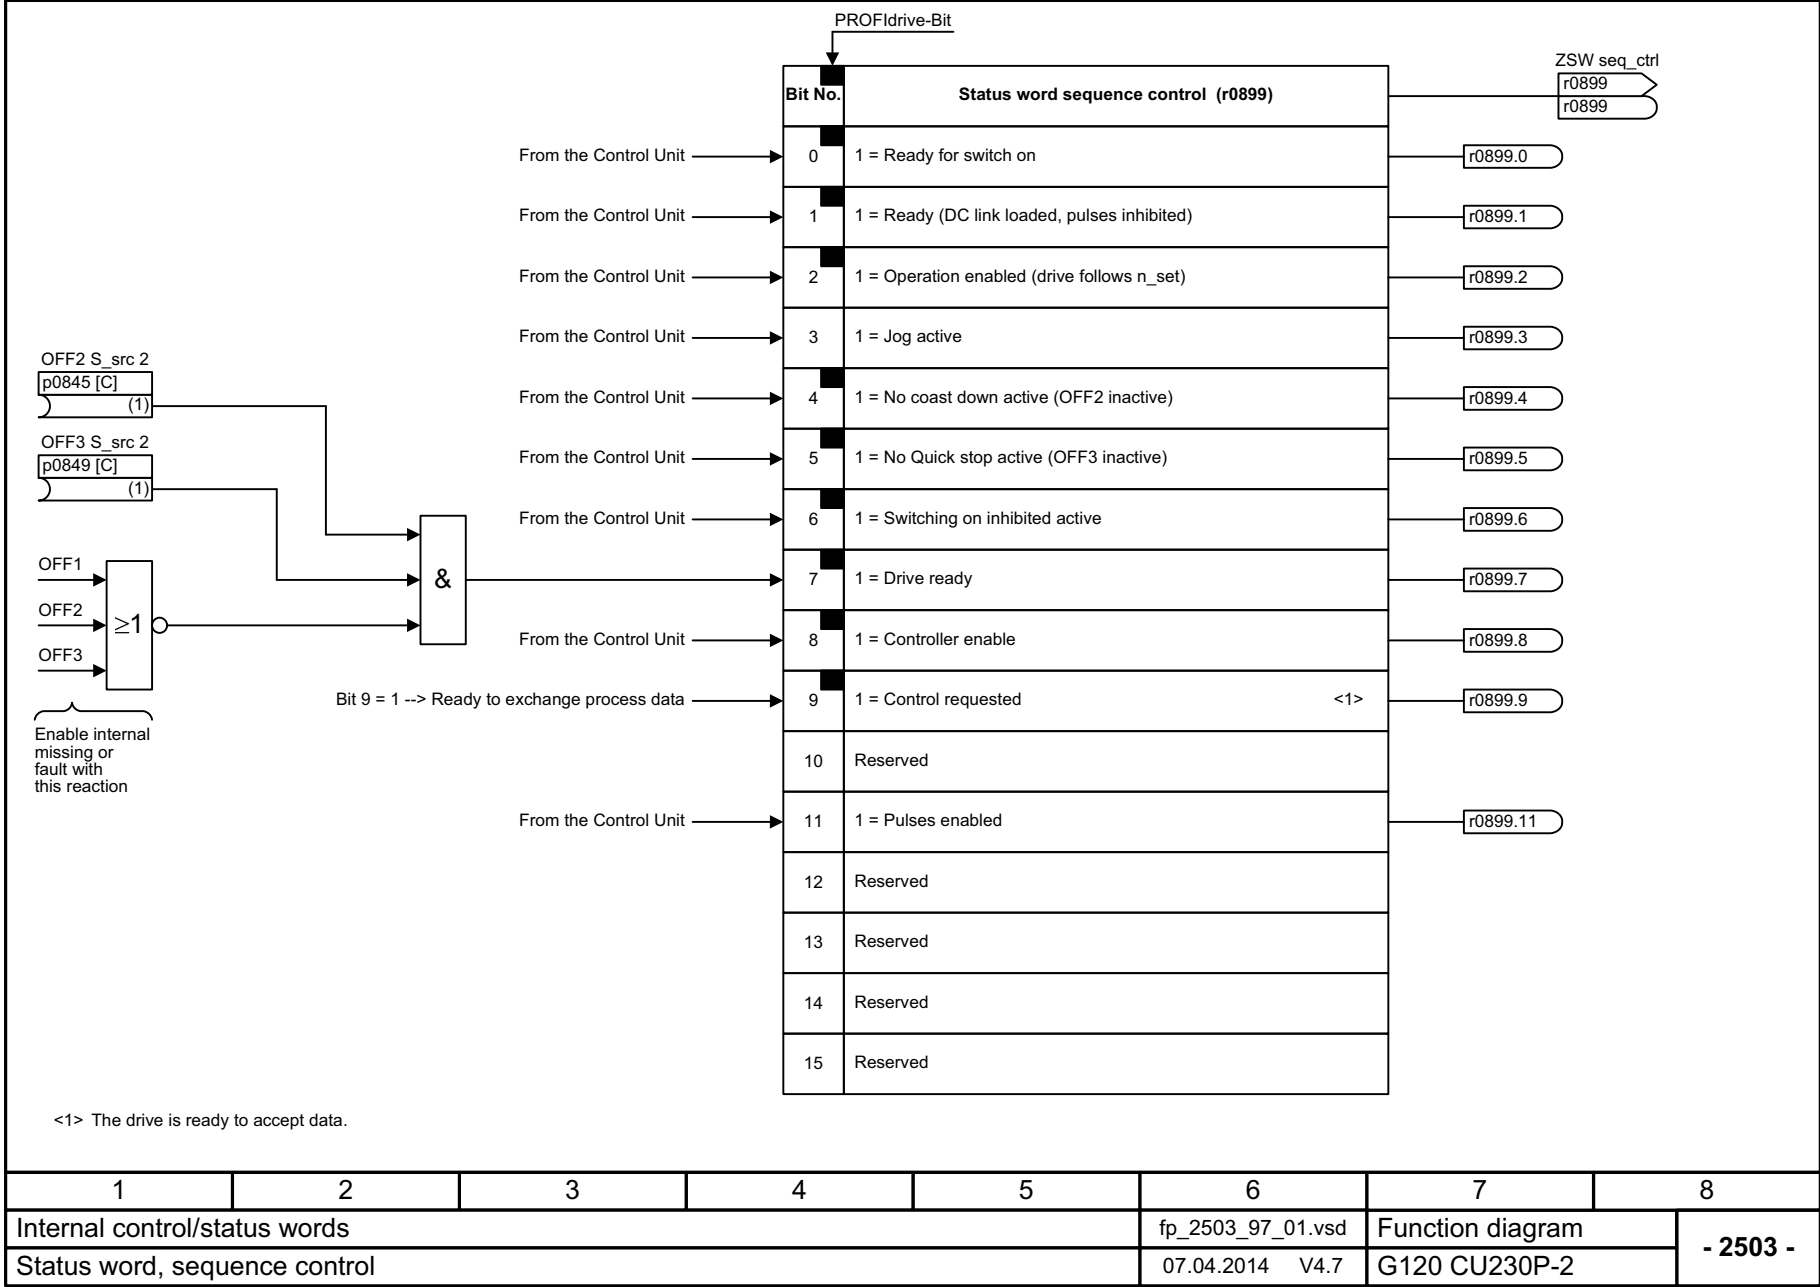 PROFIdrive-Bit
ZSW seq_ctrl
r0899
r0899
Bit No.
Status word sequence control (r0899)
From the Control Unit
0
1 = Ready for switch on
r0899.0
From the Control Unit
1
1 = Ready (DC link loaded, pulses inhibited)
r0899.1
From the Control Unit
2
1 = Operation enabled (drive follows n_set)
r0899.2
From the Control Unit
3
1 = Jog active
r0899.3
OFF2 S_src 2
p0845 [C]
(1)
From the Control Unit
4
1 = No coast down active (OFF2 inactive)
r0899.4
OFF3 S_src 2
p0849 [C]
(1)
From the Control Unit
5
1 = No Quick stop active (OFF3 inactive)
r0899.5
From the Control Unit
6
1 = Switching on inhibited active
r0899.6
OFF1
OFF2
OFF3
≥1
&
7
1 = Drive ready
r0899.7
From the Control Unit
8
1 = Controller enable
r0899.8
Bit 9 = 1 --> Ready to exchange process data
9
1 = Control requested <1>
r0899.9
Enable internal
missing or
fault with
this reaction
10
Reserved
From the Control Unit
11
1 = Pulses enabled
r0899.11
12
Reserved
13
Reserved
14
Reserved
15
Reserved
<1> The drive is ready to accept data.
1 2 3 4 5 6 7 8
Internal control/status words
fp_2503_97_01.vsd
Function diagram
- 2503 -
Status word, sequence control
07.04.2014 V4.7
G120 CU230P-2